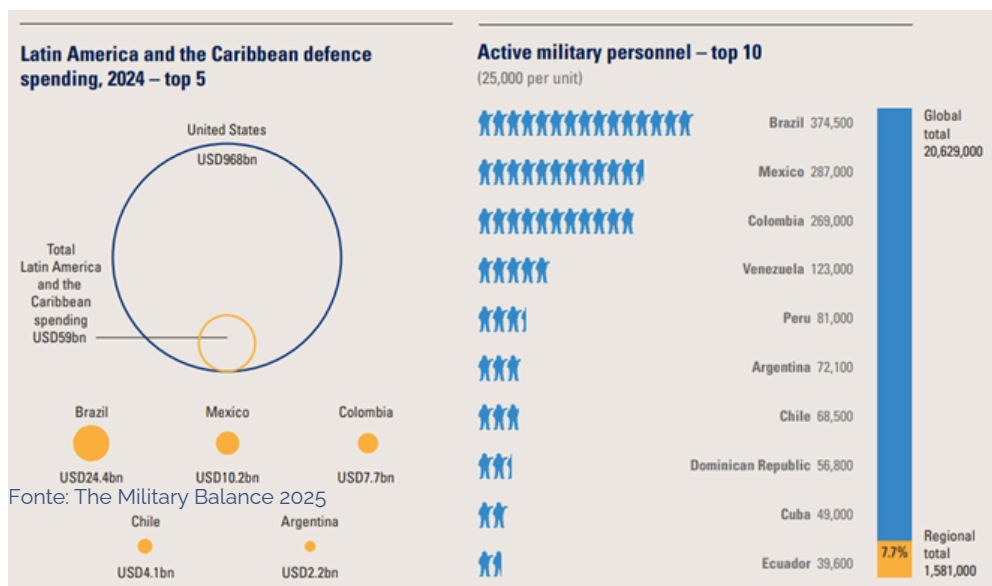 Latin America and the Caribbean defence
spending, 2024 – top 5
United States
USD968bn
Total
Latin America
and the
Caribbean
spending
USD59bn
Brazil
USD24.4bn
Mexico
USD10.2bn
Colombia
USD7.7bn
Fonte: The Military Balance 2025
Chile
USD4.1bn
Argentina
USD2.2bn
Active military personnel – top 10
(25,000 per unit)
Brazil 374,500
Mexico 287,000
Colombia 269,000
Venezuela 123,000
Peru 81,000
Argentina 72,100
Chile 68,500
Dominican Republic 56,800
Cuba 49,000
Ecuador 39,600
Global
total
20,629,000
7.7%
Regional
total
1,581,000